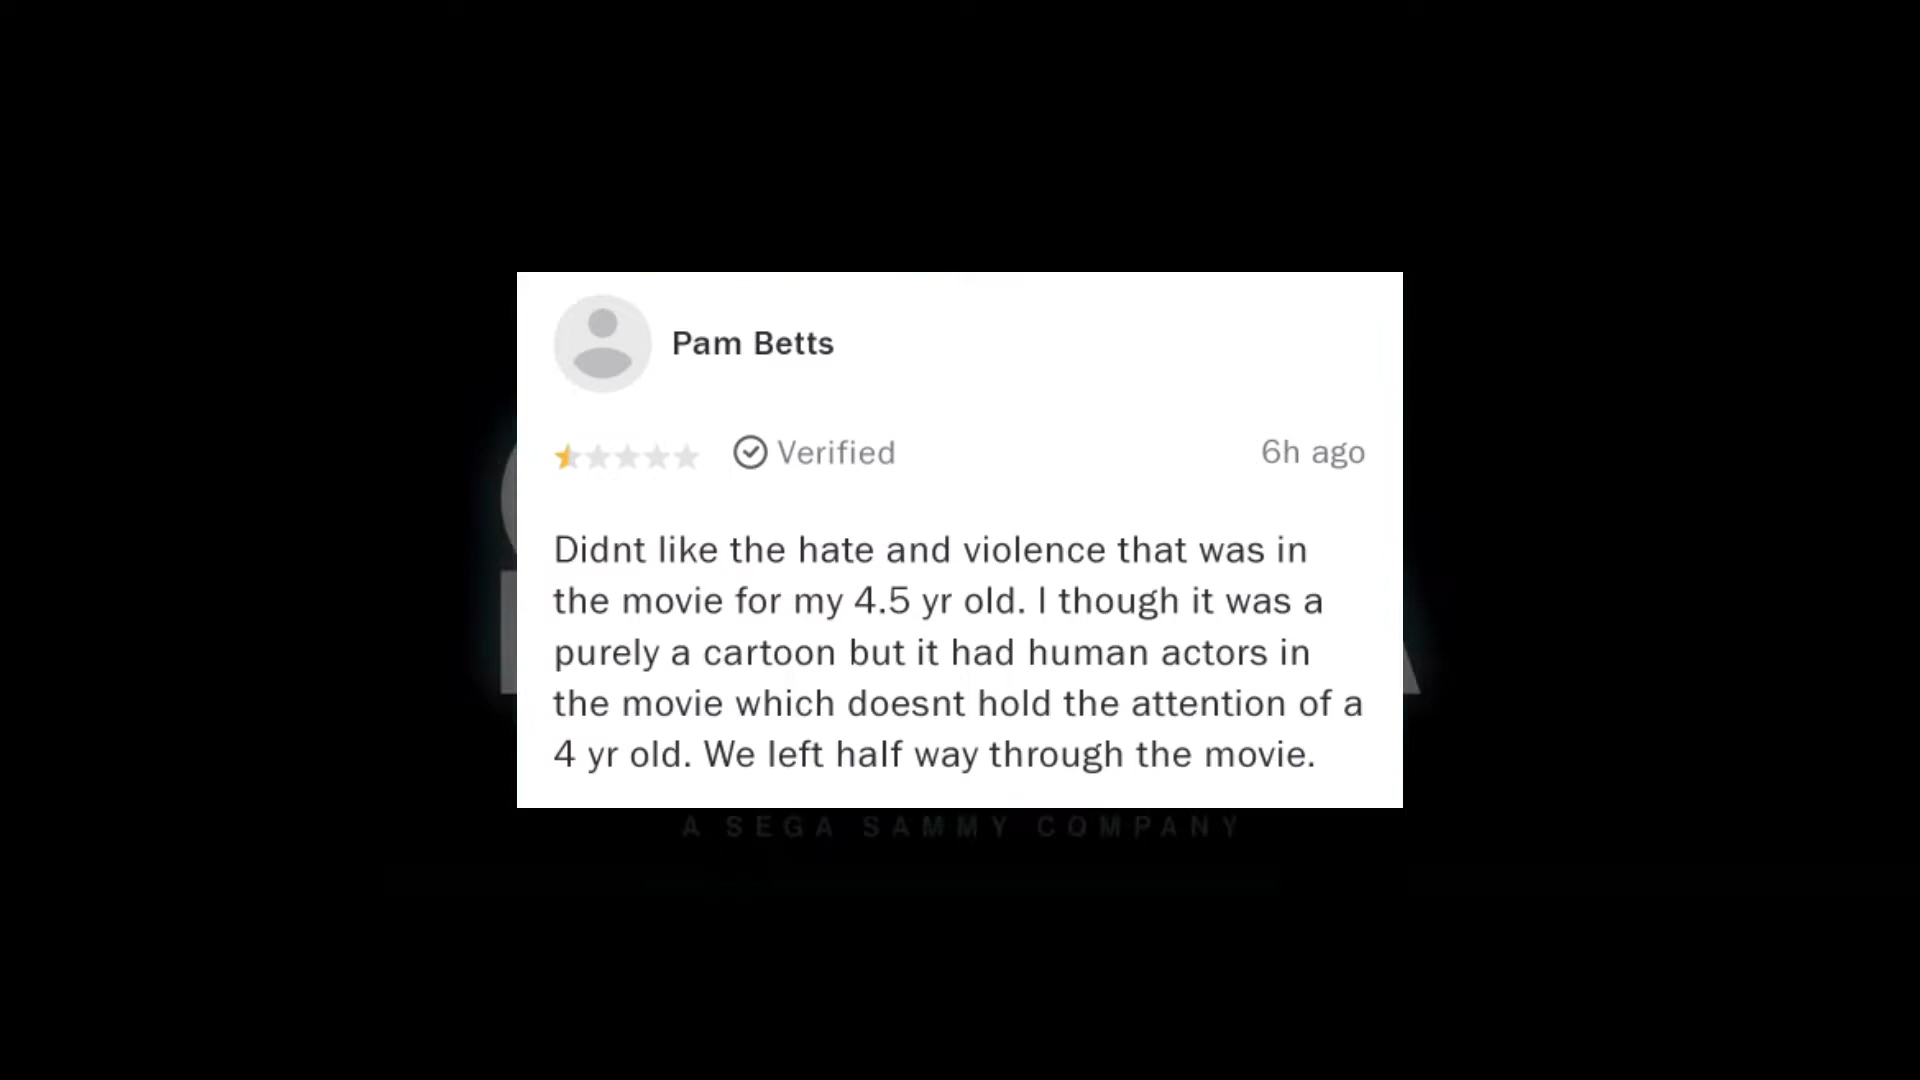 Pam Betts
Verified
6h ago
Didnt like the hate and violence that was in
the movie for my 4.5 yr old. I though it was a
purely a cartoon but it had human actors in
the movie which doesnt hold the attention of a
4 yr old. We left half way through the movie.
A SEGA SAMMY COMPANY